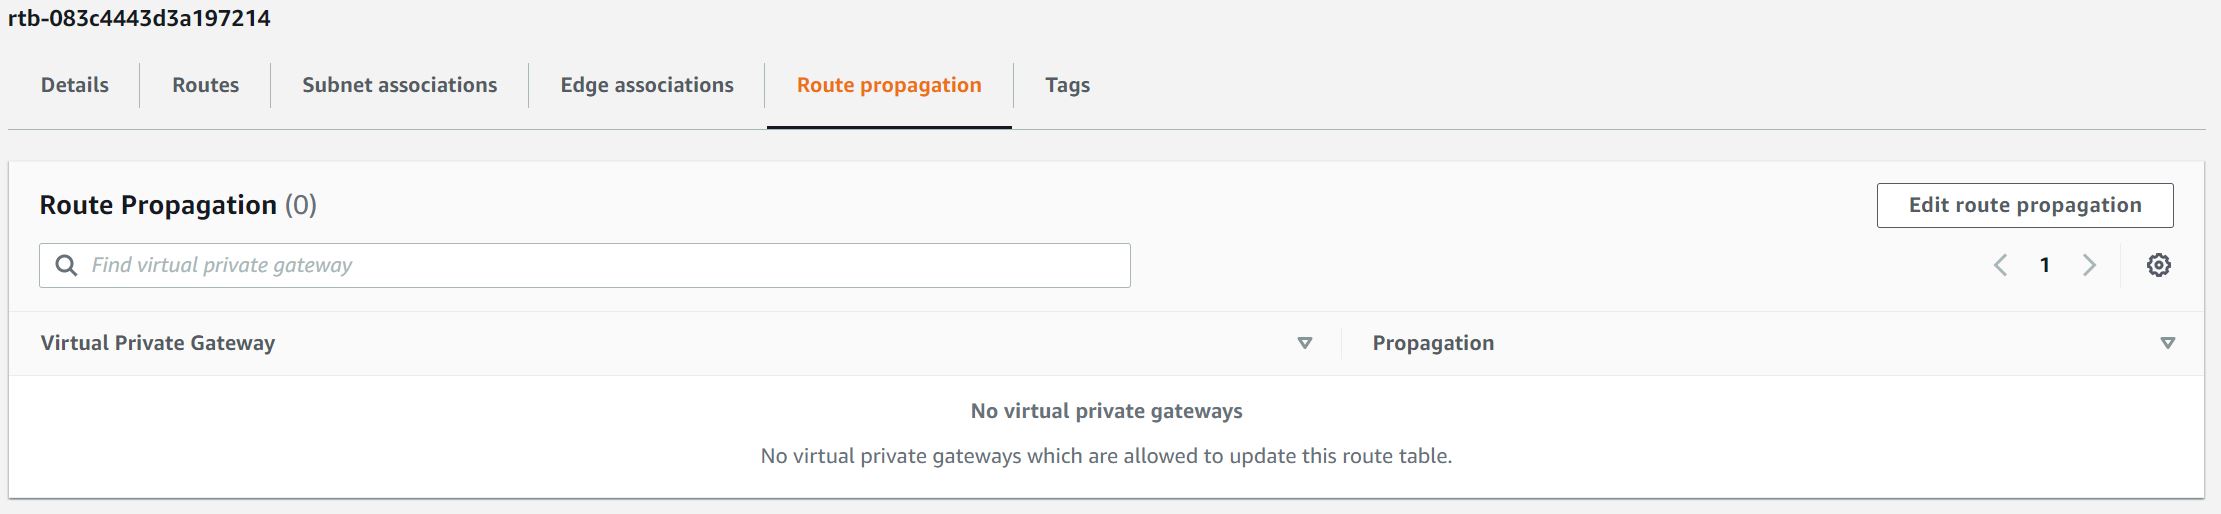 rtb-083c4443d3a197214
Details Routes Subnet associations Edge associations Route propagation Tags
Route Propagation (0)
Edit route propagation
Find virtual private gateway
1
Virtual Private Gateway Propagation
No virtual private gateways
No virtual private gateways which are allowed to update this route table.